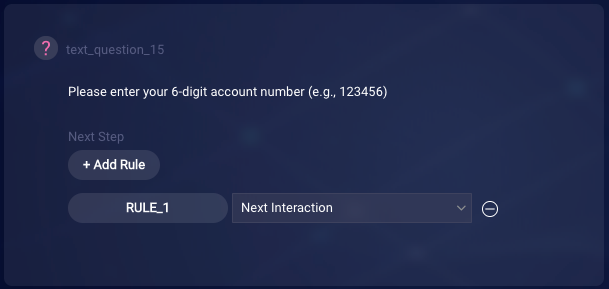 ?
text_question_15
Please enter your 6-digit account number (e.g., 123456)
Next Step
+ Add Rule
RULE_1
Next Interaction